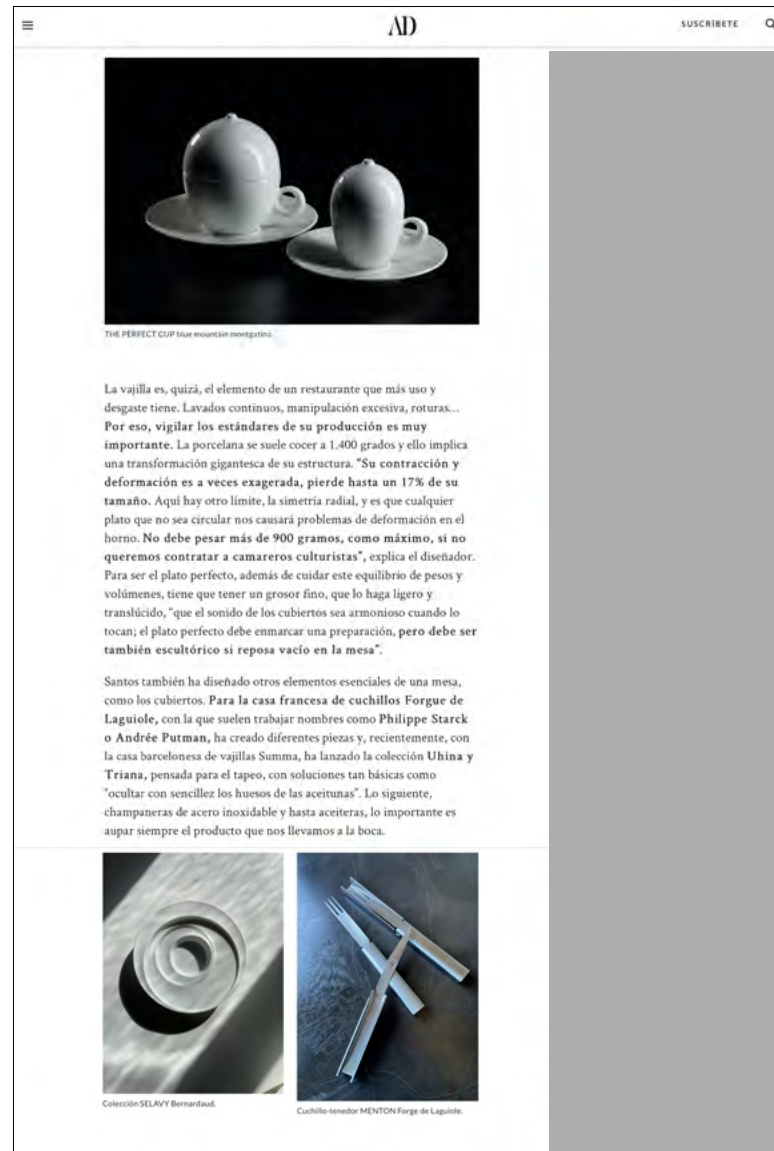 AD
SUSCRÍBETE
THE PERFECT CUP blue mountain montgatina.
La vajilla es, quizá, el elemento de un restaurante que más uso y
desgaste tiene. Lavados continuos, manipulación excesiva, roturas…
Por eso, vigilar los estándares de su producción es muy
importante. La porcelana se suele cocer a 1.400 grados y ello implica
una transformación gigantesca de su estructura. "Su contracción y
deformación es a veces exagerada, pierde hasta un 17% de su
tamaño. Aquí hay otro límite, la simetría radial, y es que cualquier
plato que no sea circular nos causará problemas de deformación en el
horno. No debe pesar más de 900 gramos, como máximo, si no
queremos contratar a camareros culturistas", explica el diseñador.
Para ser el plato perfecto, además de cuidar este equilibrio de pesos y
volúmenes, tiene que tener un grosor fino, que lo haga ligero y
translúcido, "que el sonido de los cubiertos sea armonioso cuando lo
tocan; el plato perfecto debe enmarcar una preparación, pero debe ser
también escultórico si reposa vacío en la mesa".
Santos también ha diseñado otros elementos esenciales de una mesa,
como los cubiertos. Para la casa francesa de cuchillos Forgue de
Laguiole, con la que suelen trabajar nombres como Philippe Starck
o Andrée Putman, ha creado diferentes piezas y, recientemente, con
la casa barcelonesa de vajillas Summa, ha lanzado la colección Uhina y
Triana, pensada para el tapeo, con soluciones tan básicas como
"ocultar con sencillez los huesos de las aceitunas". Lo siguiente,
champaneras de acero inoxidable y hasta aceiteras, lo importante es
aupar siempre el producto que nos llevamos a la boca.
Colección SELAVY Bernardaud.
Cuchillo-tenedor MENTON Forge de Laguiole.